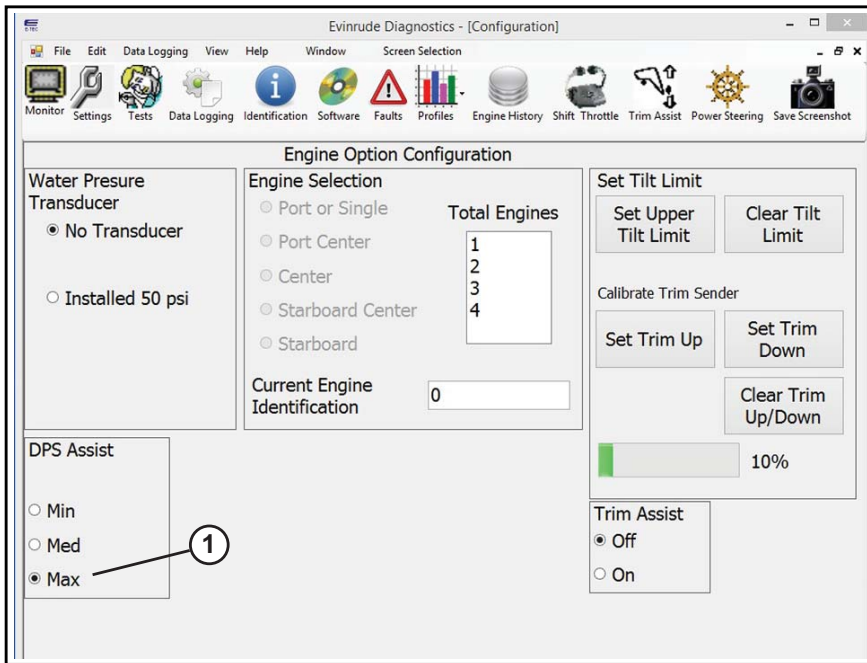 E-TEC
Evinrude Diagnostics - [Configuration]
File Edit Data Logging View Help Window Screen Selection
Monitor Settings Tests Data Logging Identification Software Faults Profiles Engine History Shift Throttle Trim Assist Power Steering Save Screenshot
Engine Option Configuration
Water Presure
Transducer
No Transducer
Installed 50 psi
Engine Selection
Port or Single
Port Center
Center
Starboard Center
Starboard
Total Engines
1
2
3
4
Current Engine
Identification
0
Set Tilt Limit
Set Upper
Tilt Limit
Clear Tilt
Limit
Calibrate Trim Sender
Set Trim Up
Set Trim
Down
Clear Trim
Up/Down
10%
DPS Assist
Min
Med
Max
1
Trim Assist
Off
On